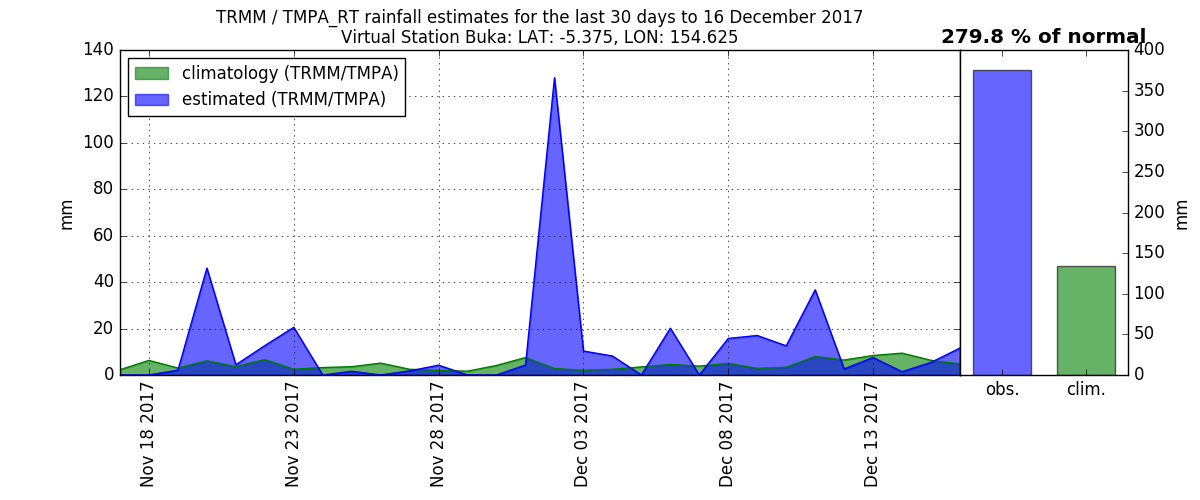 TRMM / TMPA_RT rainfall estimates for the last 30 days to 16 December 2017
Virtual Station Buka: LAT: -5.375, LON: 154.625
279.8 % of normal
climatology (TRMM/TMPA)
estimated (TRMM/TMPA)
140
120
100
80
60
40
20
0
mm
Nov 18 2017
Nov 23 2017
Nov 28 2017
Dec 03 2017
Dec 08 2017
Dec 13 2017
400
350
300
250
200
150
100
50
0
mm
obs.
clim.